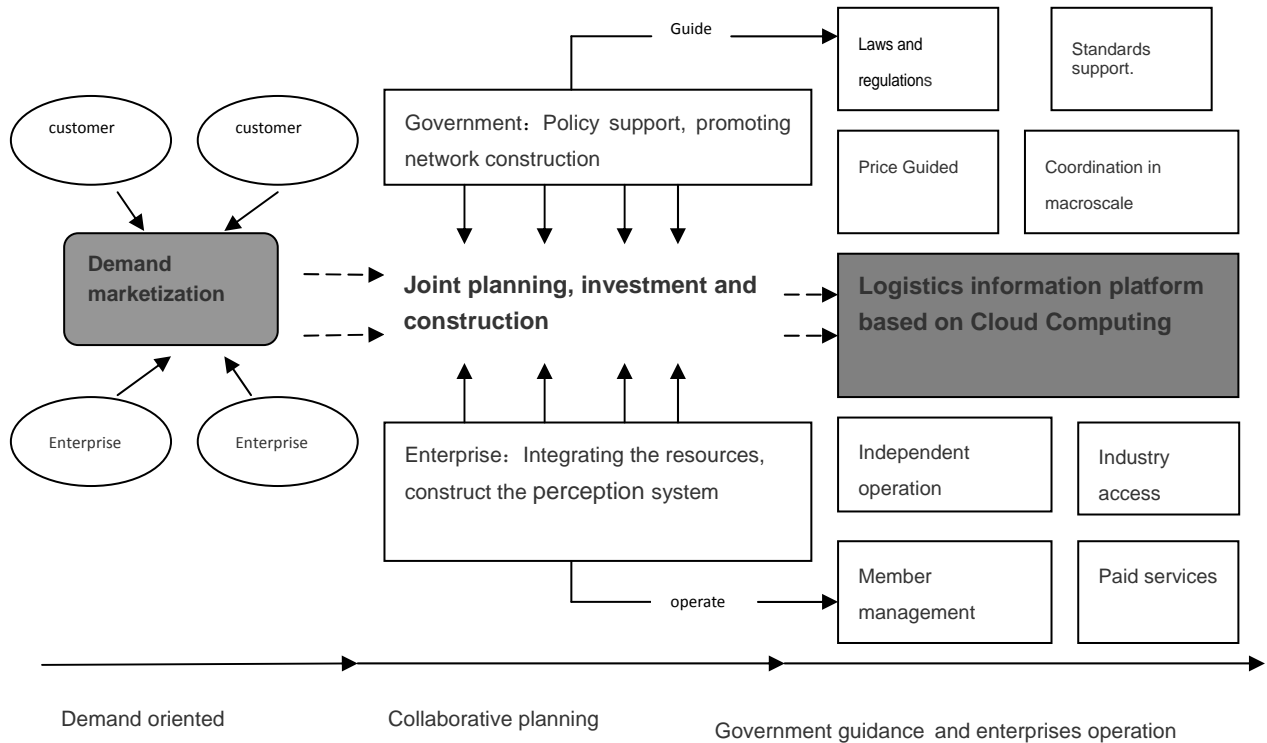 Guide
Laws and
regulations
Standards
support.
customer
customer
Government：Policy support, promoting
network construction
Price Guided
Coordination in
macroscale
Demand
marketization
Joint planning, investment and
construction
Logistics information platform
based on Cloud Computing
Enterprise
Enterprise
Enterprise：Integrating the resources,
construct the perception system
Independent
operation
Industry
access
operate
Member
management
Paid services
Demand oriented
Collaborative planning
Government guidance and enterprises operation